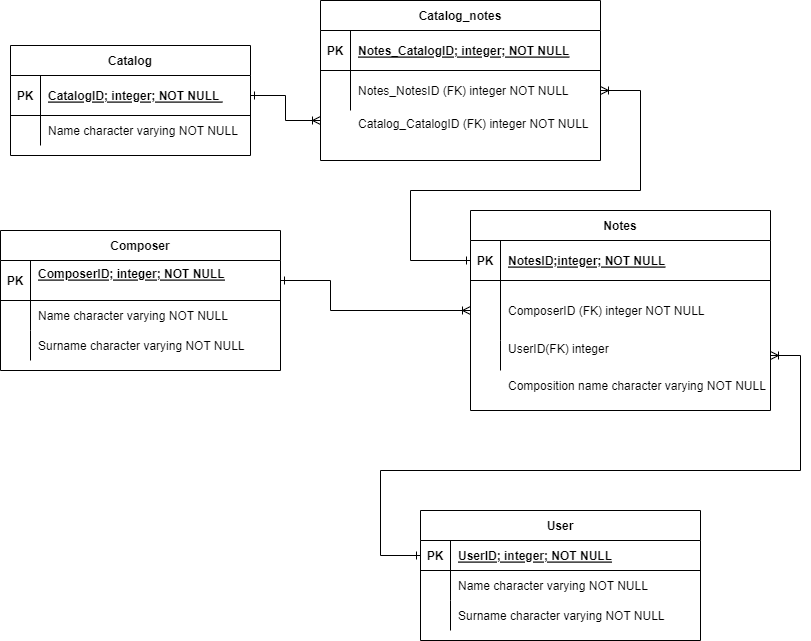 Catalog_notes
PK Notes_CatalogID; integer; NOT NULL
Notes_NotesID (FK) integer NOT NULL
Catalog_CatalogID (FK) integer NOT NULL
Catalog
PK CatalogID; integer; NOT NULL
Name character varying NOT NULL
Composer
PK ComposerID; integer; NOT NULL
Name character varying NOT NULL
Surname character varying NOT NULL
Notes
PK NotesID;integer; NOT NULL
ComposerID (FK) integer NOT NULL
UserID(FK) integer
Composition name character varying NOT NULL
User
PK UserID; integer; NOT NULL
Name character varying NOT NULL
Surname character varying NOT NULL